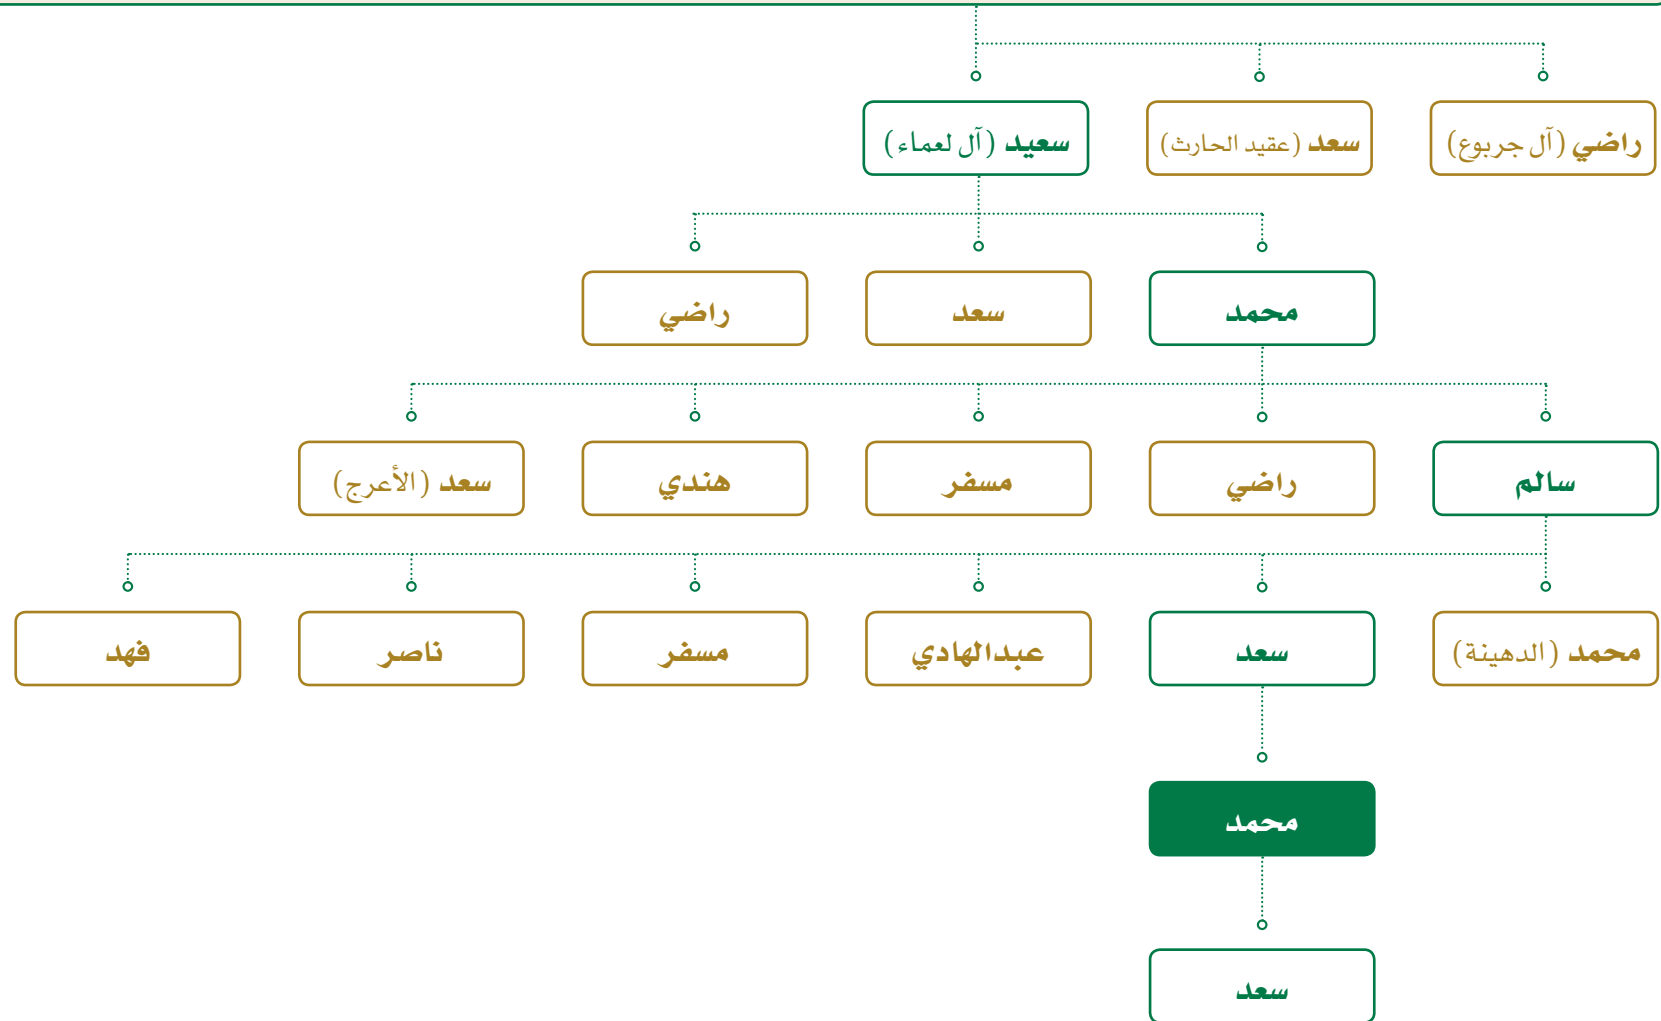 راضي (آل جربوع)
سعد (عقيد الحارث)
سعيد (آل لعماء)
محمد
سعد
راضي
سالم
راضي
مسفر
هندي
سعد (الأعرج)
محمد (الدهينة)
سعد
عبدالهادي
مسفر
ناصر
فهد
محمد
سعد